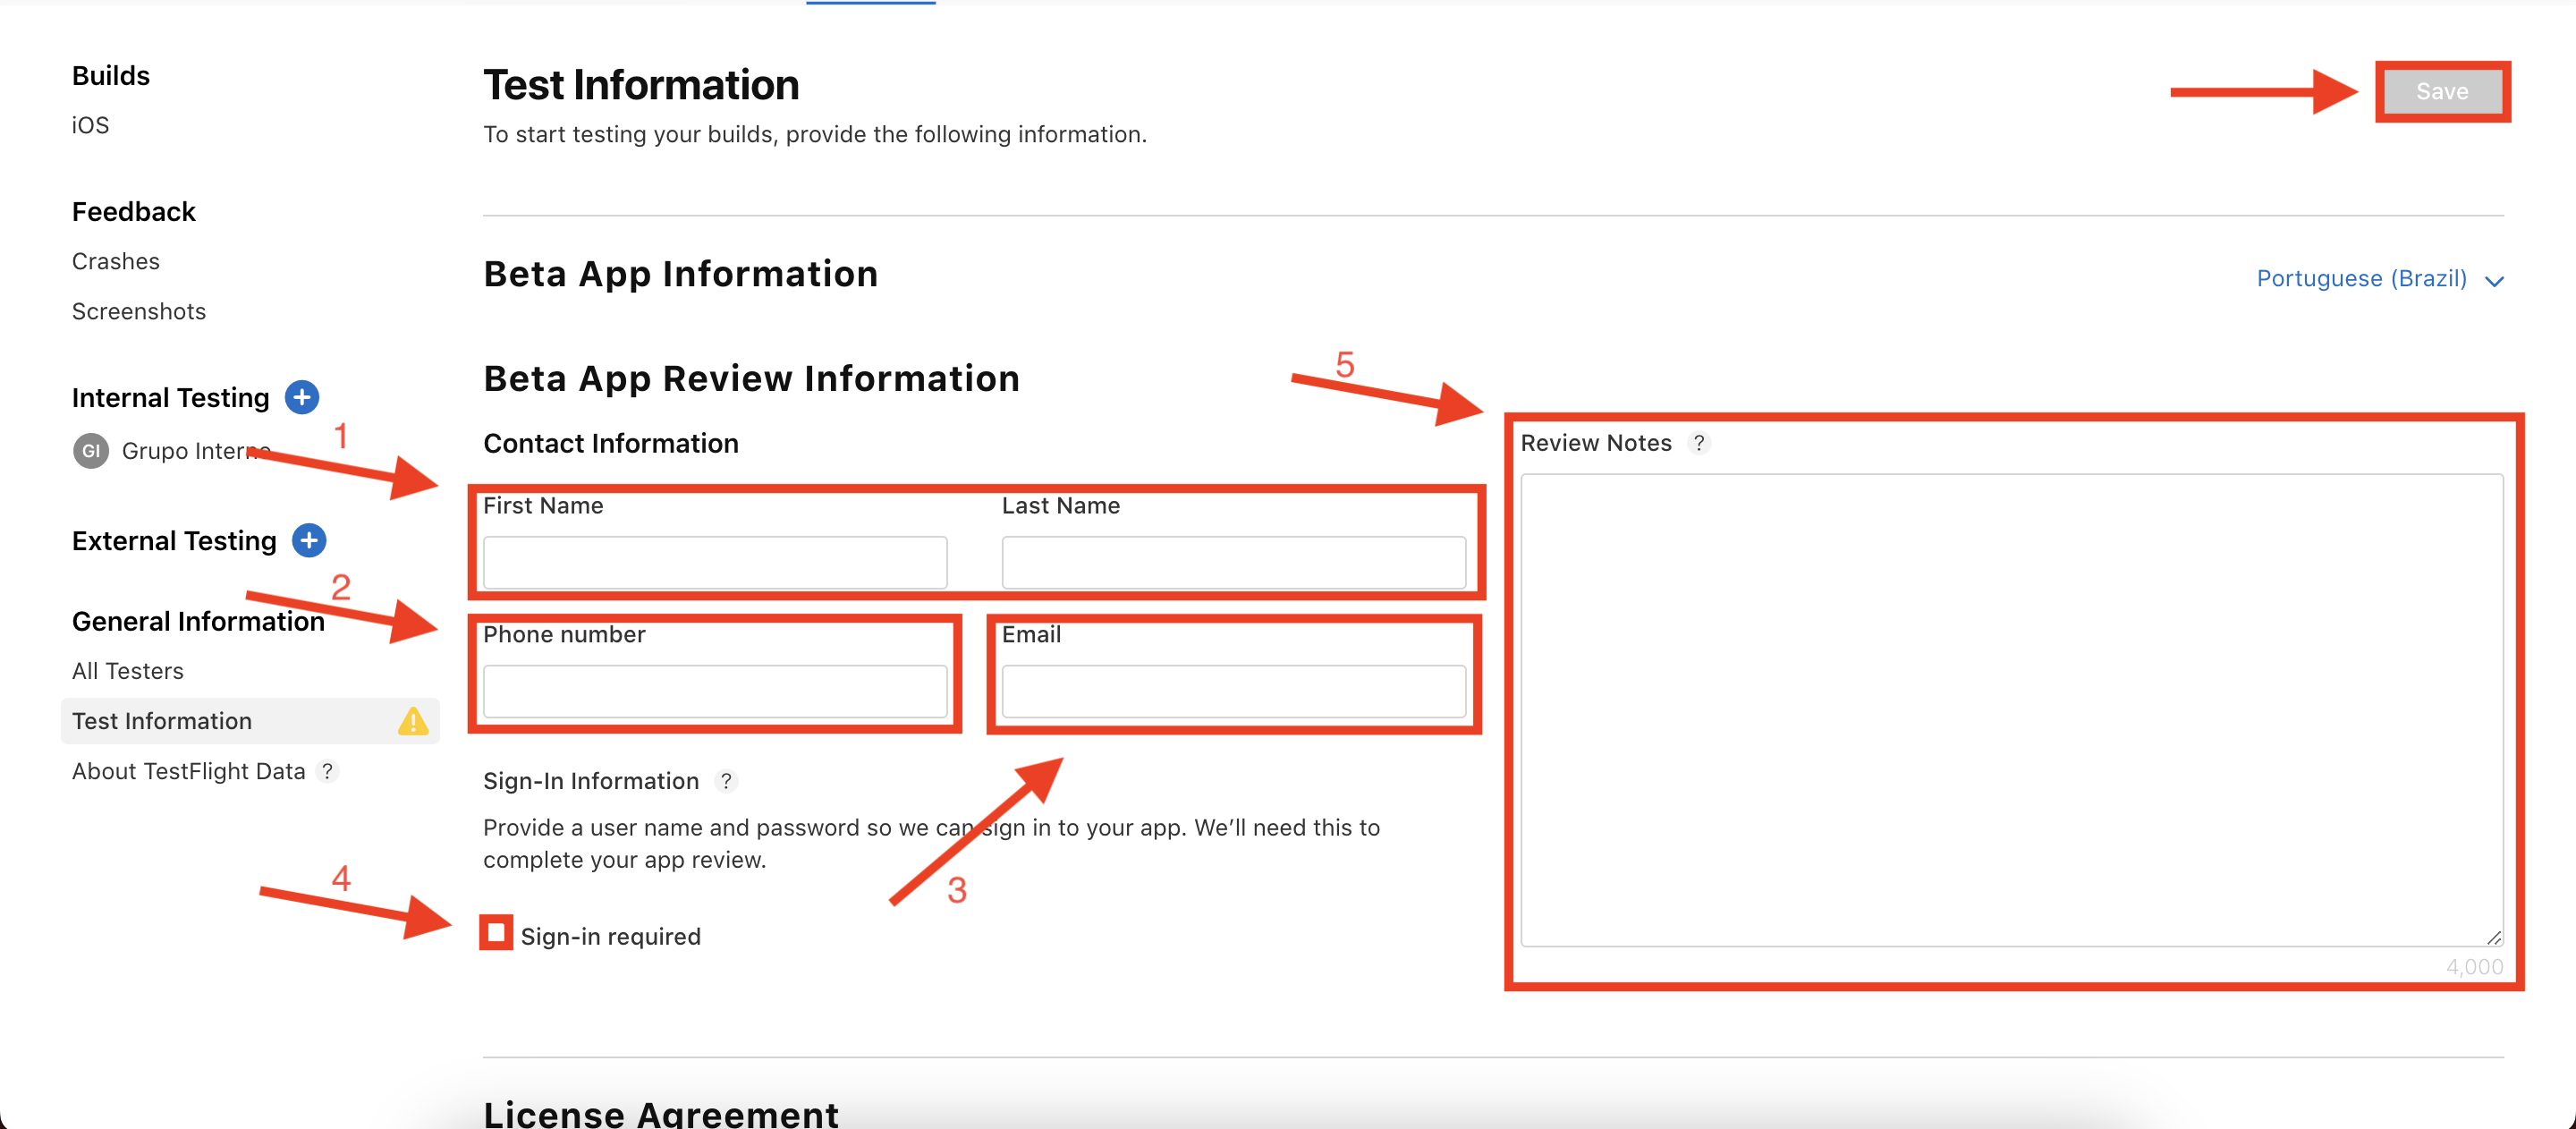 Builds
iOS
Feedback
Crashes
Screenshots
Internal Testing
GI Grupo Interno
External Testing
General Information
All Testers
Test Information
About TestFlight Data ?
Test Information
Save
To start testing your builds, provide the following information.
Beta App Information
Portuguese (Brazil)
Beta App Review Information
Contact Information
1
First Name
Last Name
2
Phone number
Email
3
Sign-In Information ?
Provide a user name and password so we can sign in to your app. We’ll need this to
complete your app review.
4
Sign-in required
5
Review Notes ?
4,000
License Agreement